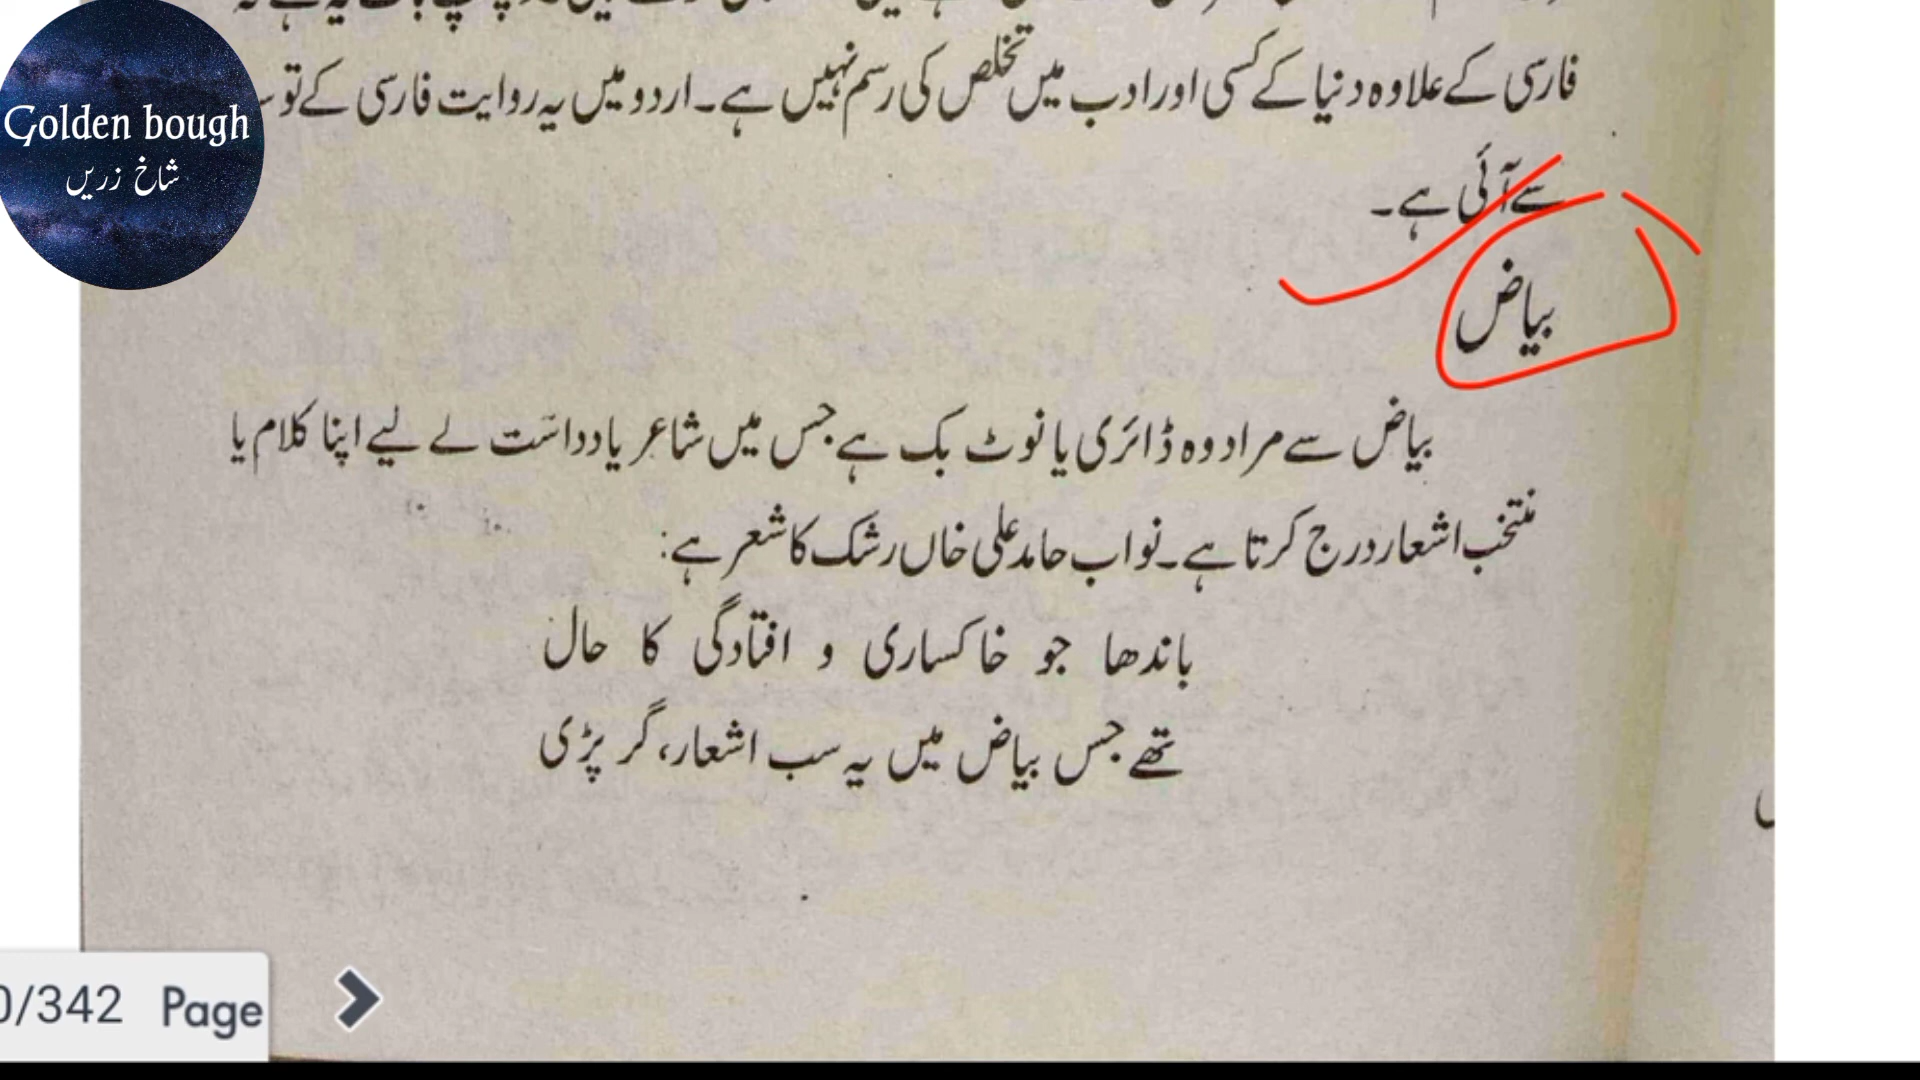 Golden bough
شاخ زریں
فارسی کے علاوہ دنیا کے کسی اور ادب میں تخلص کی رسم نہیں ہے۔ اردو میں یہ روایت فارسی کے
سے آئی ہے۔
بیاض
بیاض سے مراد وہ ڈائری یا نوٹ بک ہے جس میں شاعر یادداشت کے لیے اپنا کلام یا
منتخب اشعار درج کرتا ہے۔ نواب حامد علی خاں رشک کا شعر ہے:
باندھا جو خاکساری و افتادگی کا حال
تھے جس بیاض میں یہ سب اشعار، گر پڑی
0/342 Page